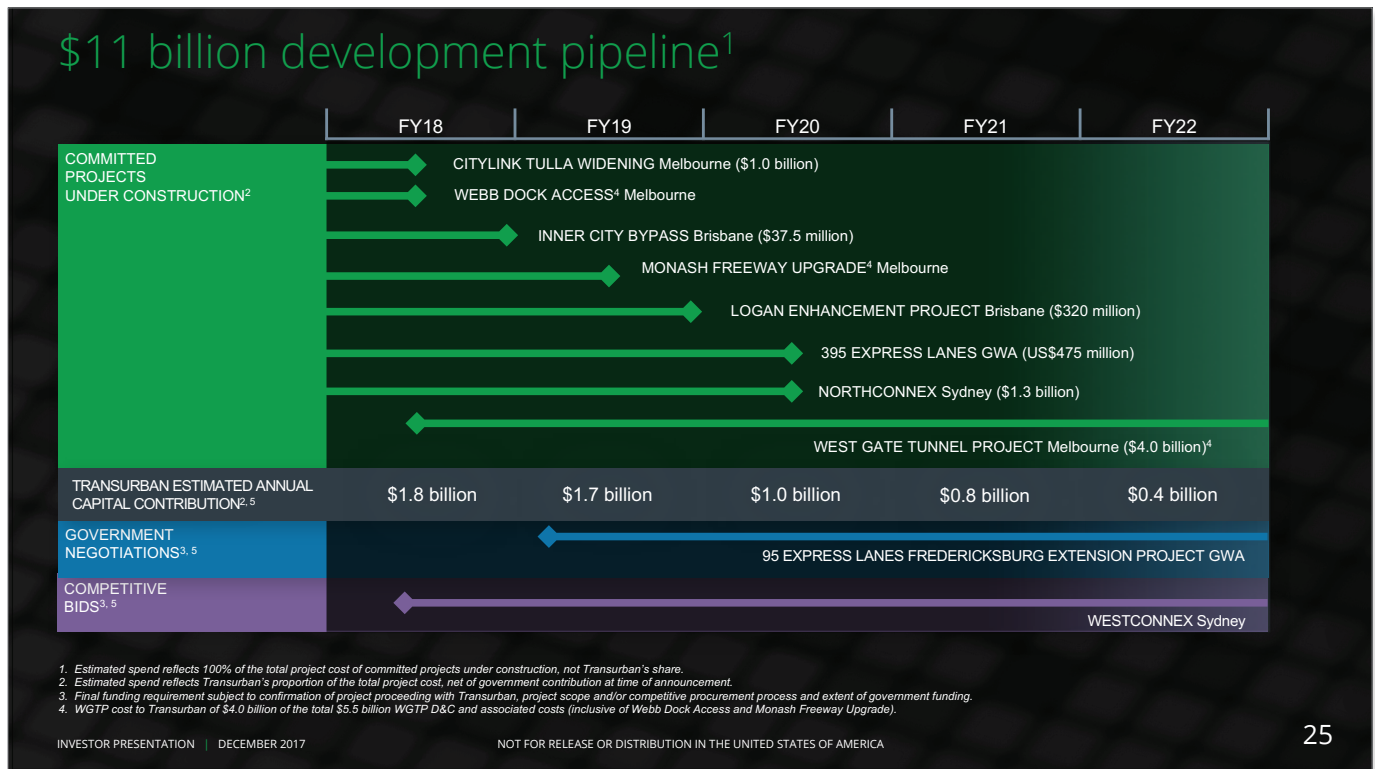 $11 billion development pipeline¹
FY18 FY19 FY20 FY21 FY22
COMMITTED
PROJECTS
UNDER CONSTRUCTION²
CITYLINK TULLA WIDENING Melbourne ($1.0 billion)
WEBB DOCK ACCESS⁴ Melbourne
INNER CITY BYPASS Brisbane ($37.5 million)
MONASH FREEWAY UPGRADE⁴ Melbourne
LOGAN ENHANCEMENT PROJECT Brisbane ($320 million)
395 EXPRESS LANES GWA (US$475 million)
NORTHCONNEX Sydney ($1.3 billion)
WEST GATE TUNNEL PROJECT Melbourne ($4.0 billion)⁴
TRANSURBAN ESTIMATED ANNUAL
CAPITAL CONTRIBUTION²˒ ⁵
$1.8 billion $1.7 billion $1.0 billion $0.8 billion $0.4 billion
GOVERNMENT
NEGOTIATIONS³˒ ⁵
95 EXPRESS LANES FREDERICKSBURG EXTENSION PROJECT GWA
COMPETITIVE
BIDS³˒ ⁵
WESTCONNEX Sydney
1. Estimated spend reflects 100% of the total project cost of committed projects under construction, not Transurban's share.
2. Estimated spend reflects Transurban's proportion of the total project cost, net of government contribution at time of announcement.
3. Final funding requirement subject to confirmation of project proceeding with Transurban, project scope and/or competitive procurement process and extent of government funding.
4. WGTP cost to Transurban of $4.0 billion of the total $5.5 billion WGTP D&C and associated costs (inclusive of Webb Dock Access and Monash Freeway Upgrade).
INVESTOR PRESENTATION | DECEMBER 2017 NOT FOR RELEASE OR DISTRIBUTION IN THE UNITED STATES OF AMERICA 25